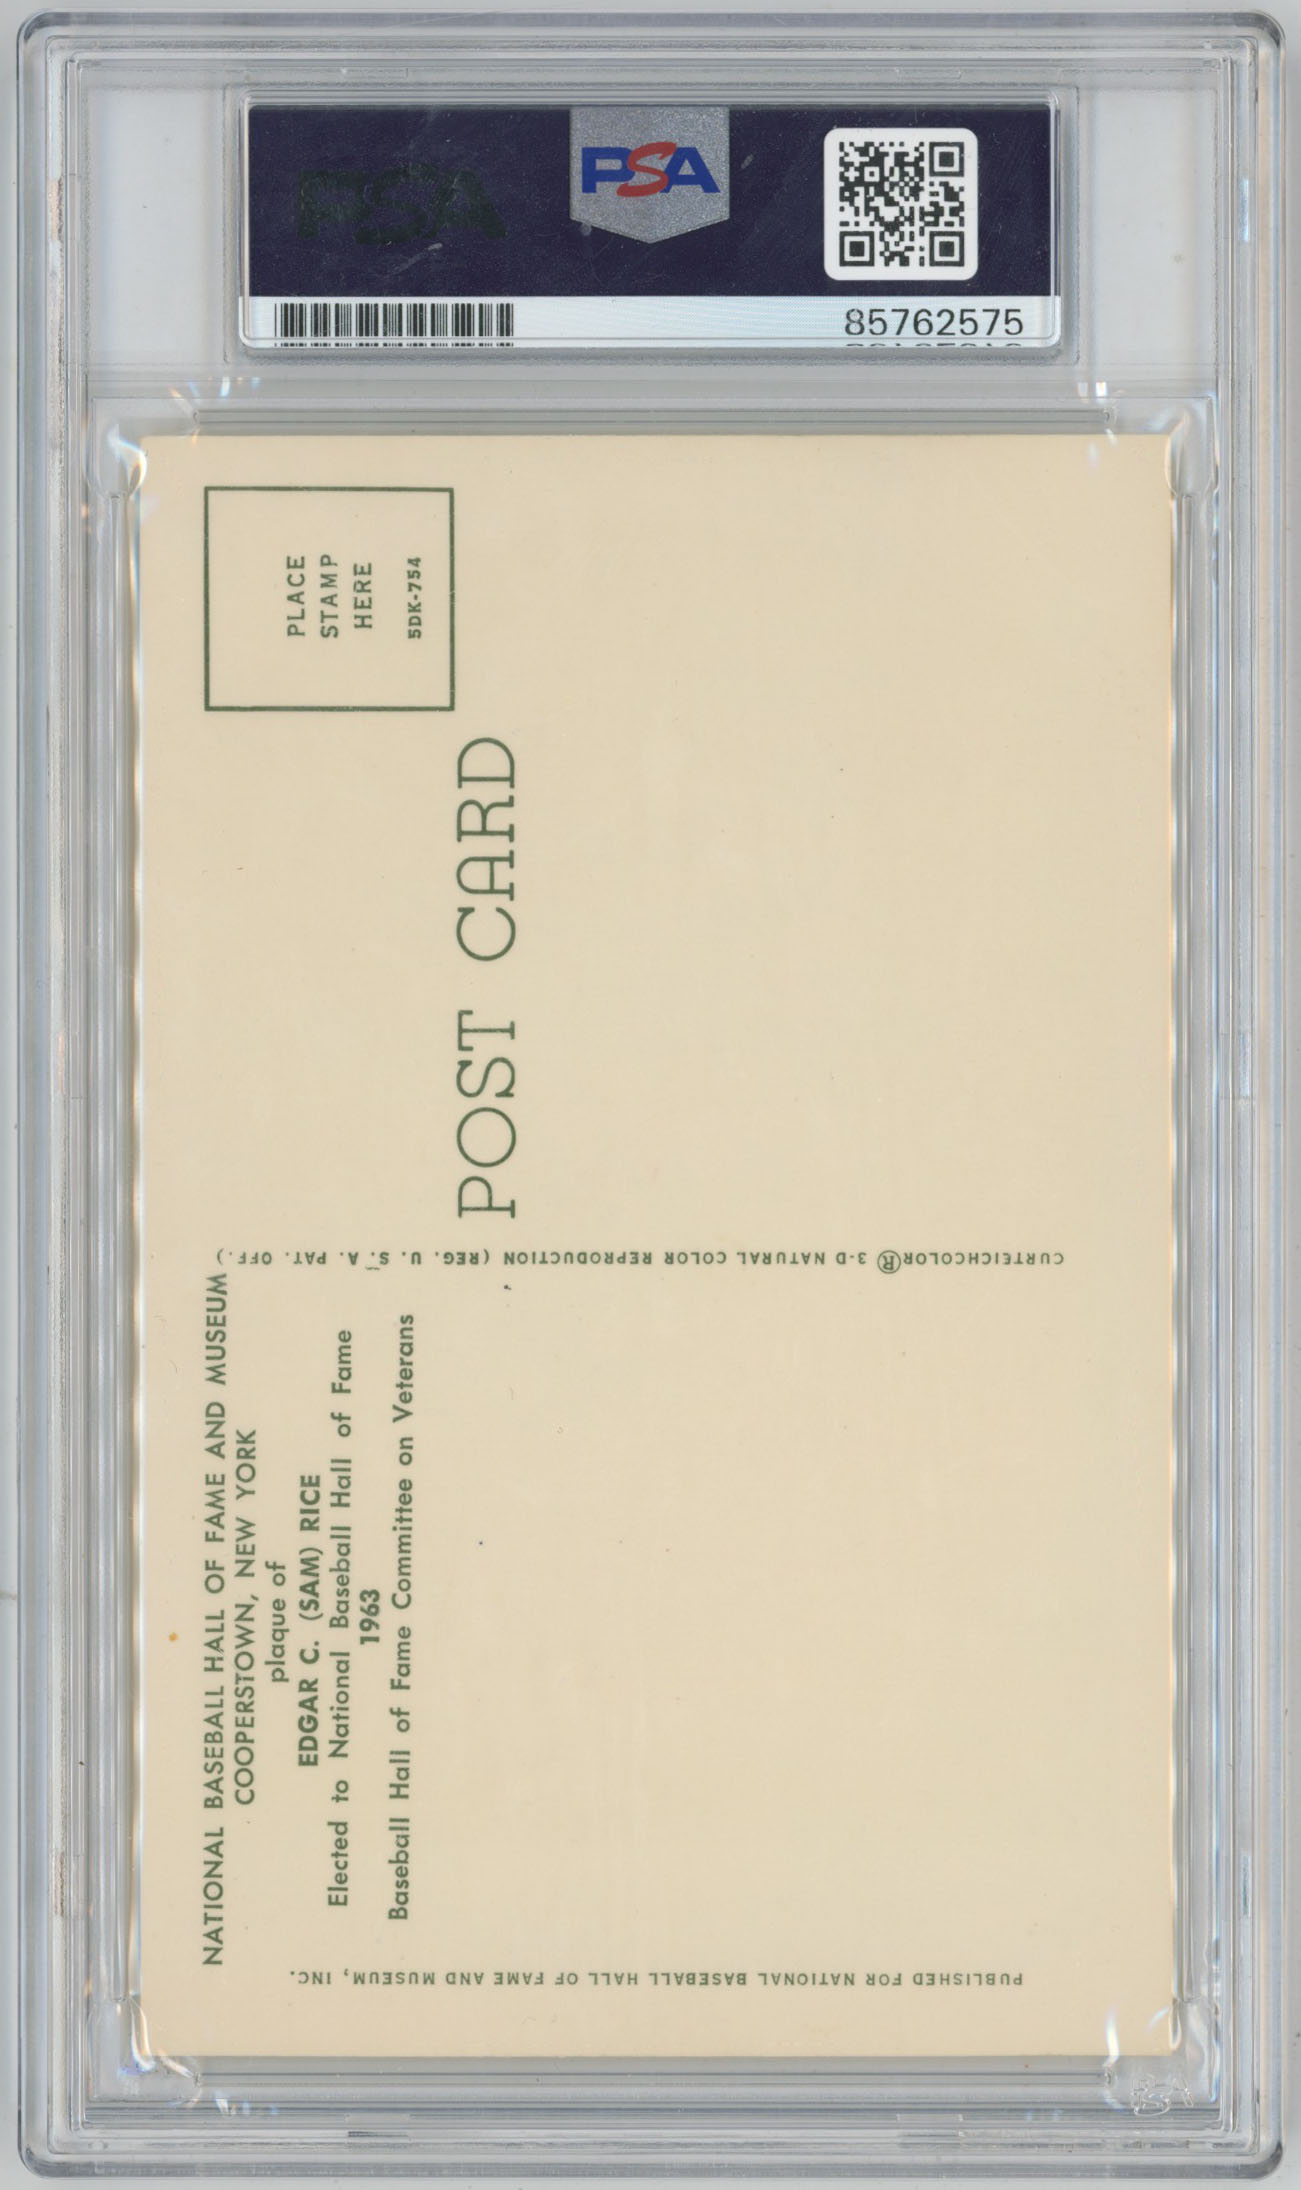 PSA
PSA
85762575
PLACE
STAMP
HERE
5DK-754
POST CARD
CURTEICHCOLOR® 3-D NATURAL COLOR REPRODUCTION (REG. U. S. A. PAT. OFF.)
NATIONAL BASEBALL HALL OF FAME AND MUSEUM
COOPERSTOWN, NEW YORK
plaque of
EDGAR C. (SAM) RICE
Elected to National Baseball Hall of Fame
1963
Baseball Hall of Fame Committee on Veterans
PUBLISHED FOR NATIONAL BASEBALL HALL OF FAME AND MUSEUM, INC.
PSA